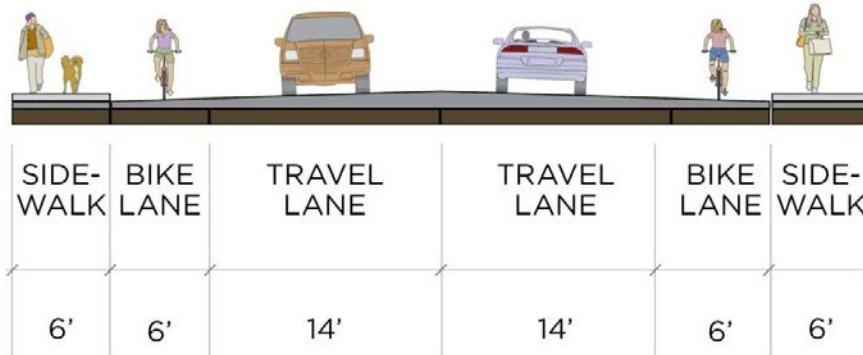 SIDE-
WALK
BIKE
LANE
TRAVEL
LANE
TRAVEL
LANE
BIKE
LANE
SIDE-
WALK
6’
6’
14’
14’
6’
6’